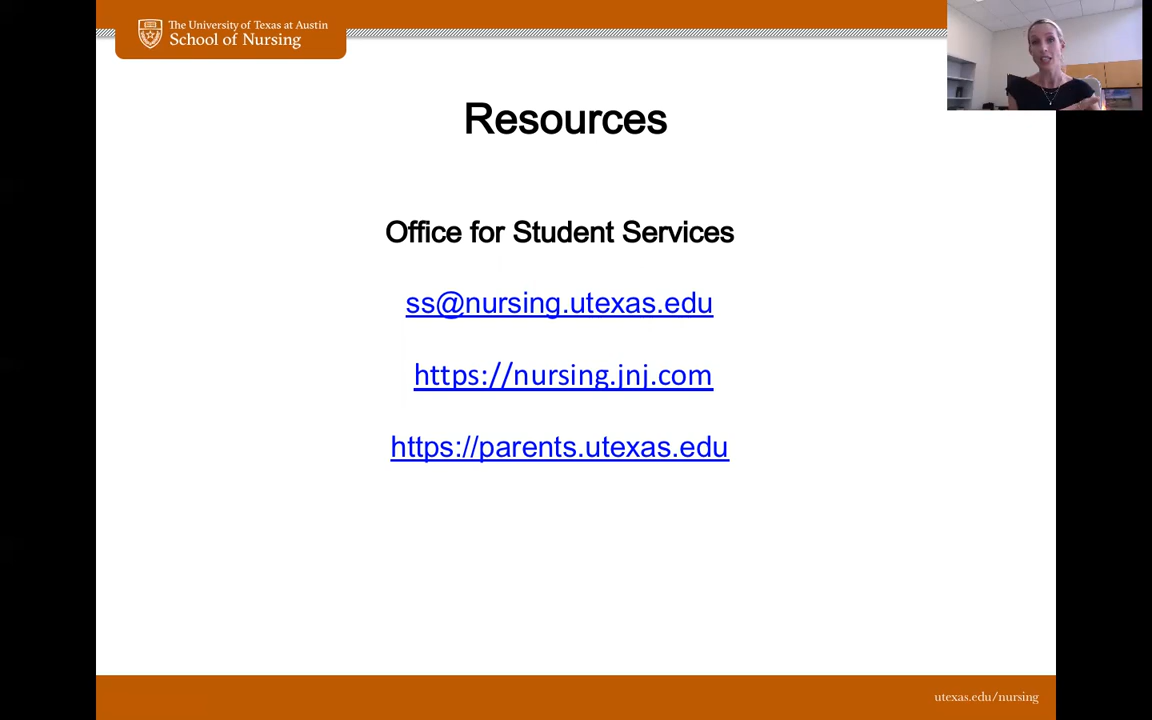 The University of Texas at Austin
School of Nursing
Resources
Office for Student Services
ss@nursing.utexas.edu
https://nursing.jnj.com
https://parents.utexas.edu
utexas.edu/nursing